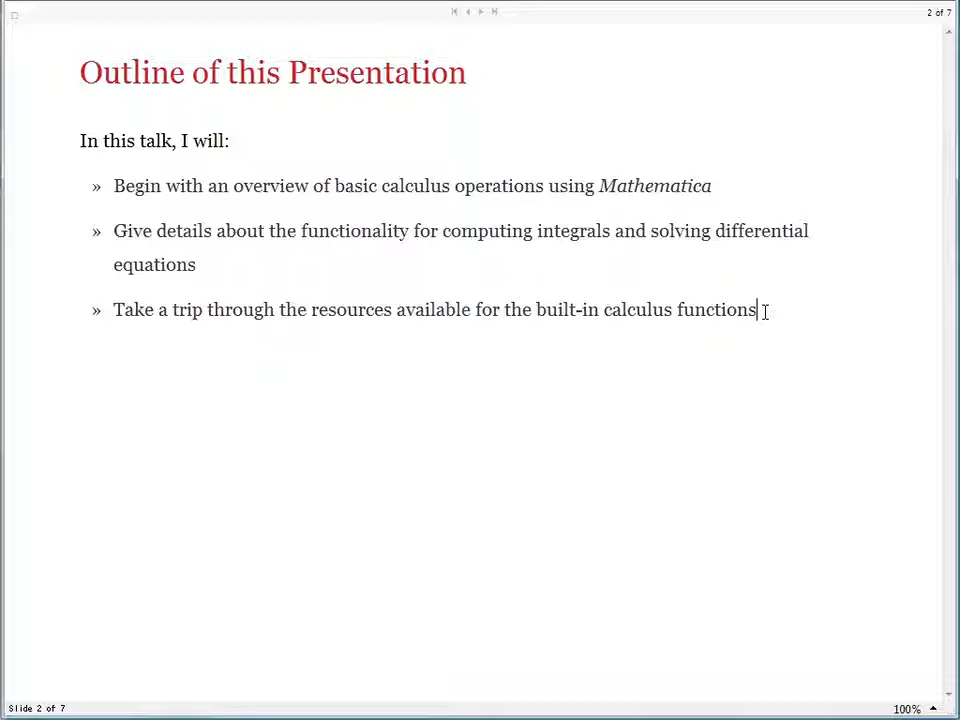 2 of 7
Outline of this Presentation
In this talk, I will:
» Begin with an overview of basic calculus operations using Mathematica
» Give details about the functionality for computing integrals and solving differential
equations
» Take a trip through the resources available for the built-in calculus functions
Slide 2 of 7
100%